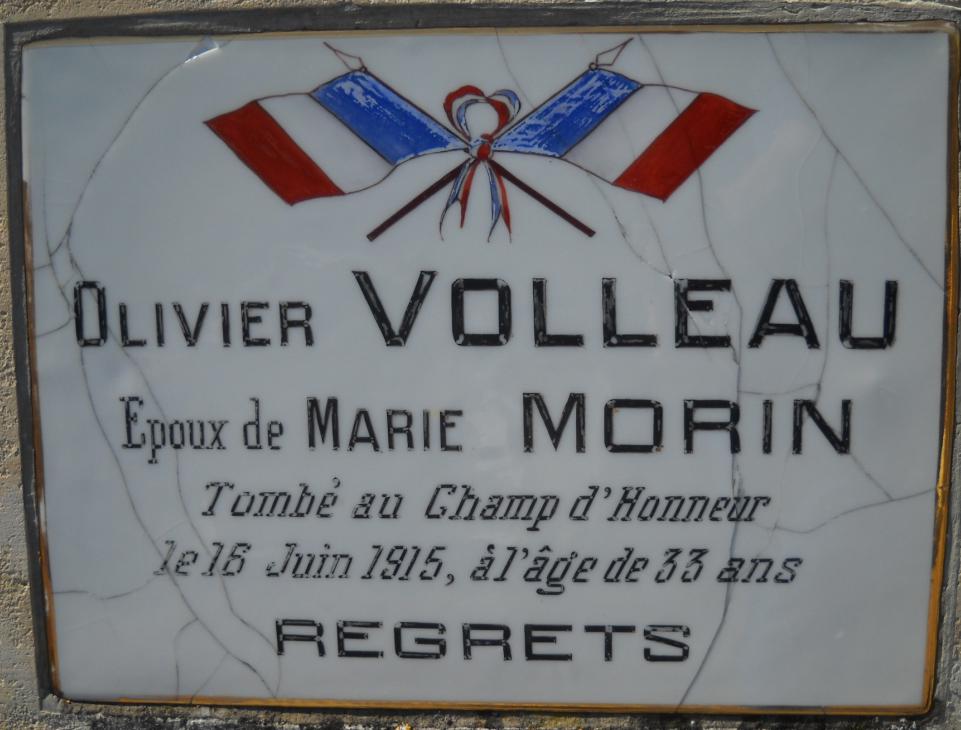 OLIVIER VOLLEAU
Epoux de MARIE MORIN
Tombé au Champ d'Honneur
le 16 Juin 1915, à l'âge de 33 ans
REGRETS